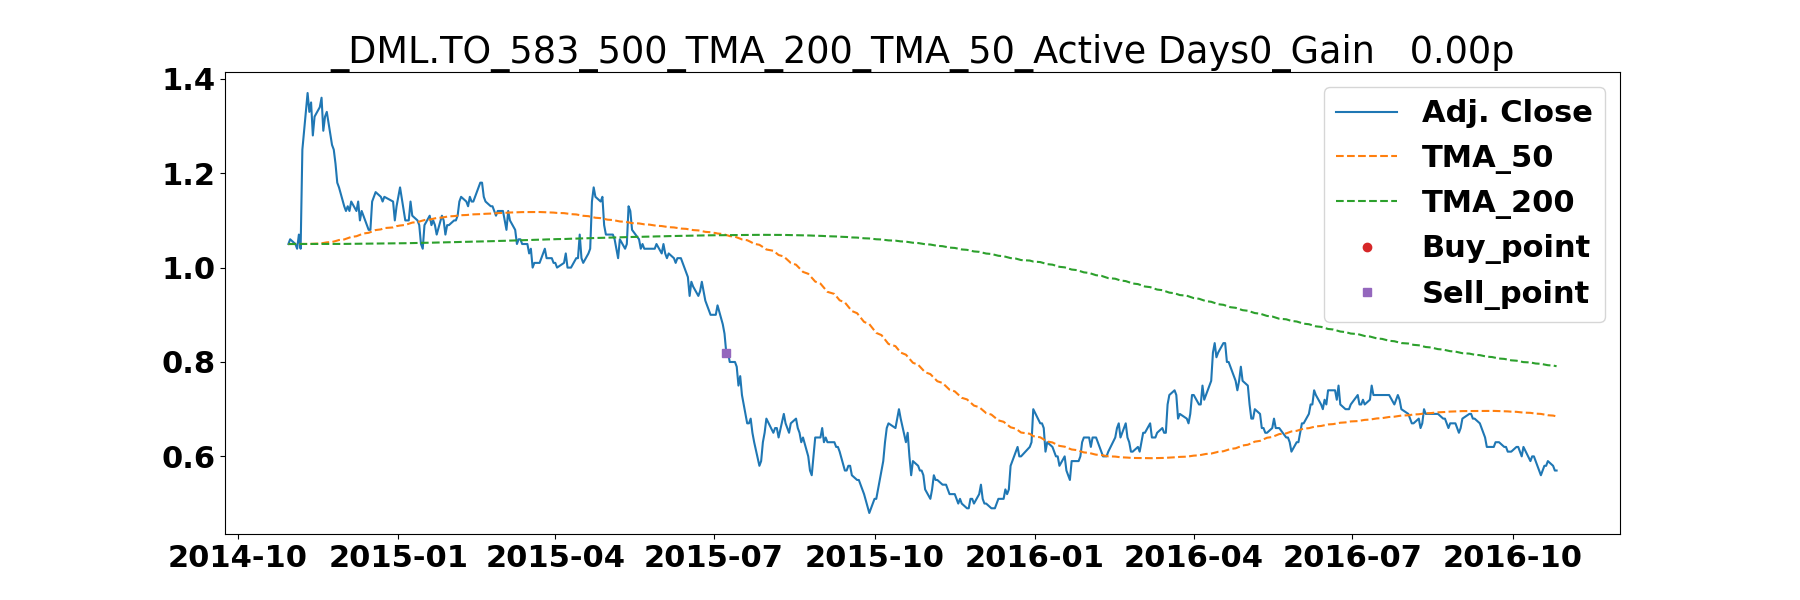 _DML.TO_583_500_TMA_200_TMA_50_Active Days0_Gain   0.00p
1.4
1.2
1.0
0.8
0.6
Adj. Close
TMA_50
TMA_200
Buy_point
Sell_point
2014-10 2015-01 2015-04 2015-07 2015-10 2016-01 2016-04 2016-07 2016-10